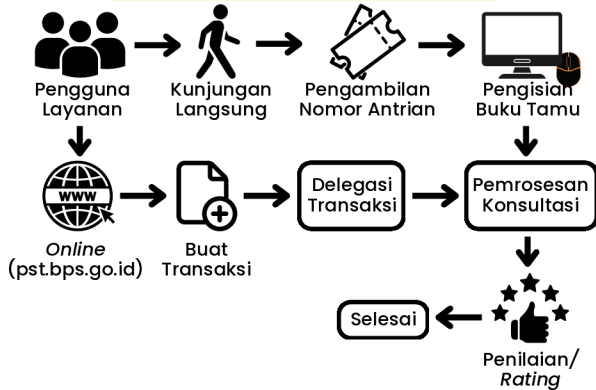 Pengguna
Layanan
Kunjungan
Langsung
Pengambilan
Nomor Antrian
Pengisian
Buku Tamu
WWW
Online
(pst.bps.go.id)
Buat
Transaksi
Delegasi
Transaksi
Pemrosesan
Konsultasi
Selesai
Penilaian/
Rating